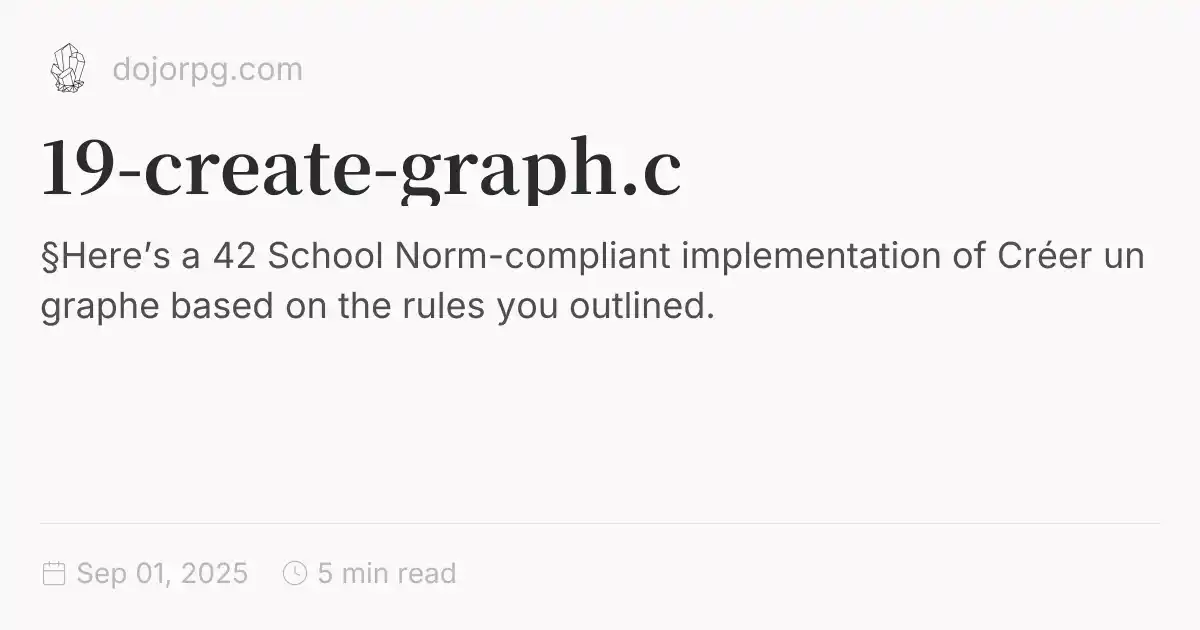 dojorpg.com
19-create-graph.c
§Here’s a 42 School Norm-compliant implementation of Créer un
graphe based on the rules you outlined.
Sep 01, 2025 5 min read